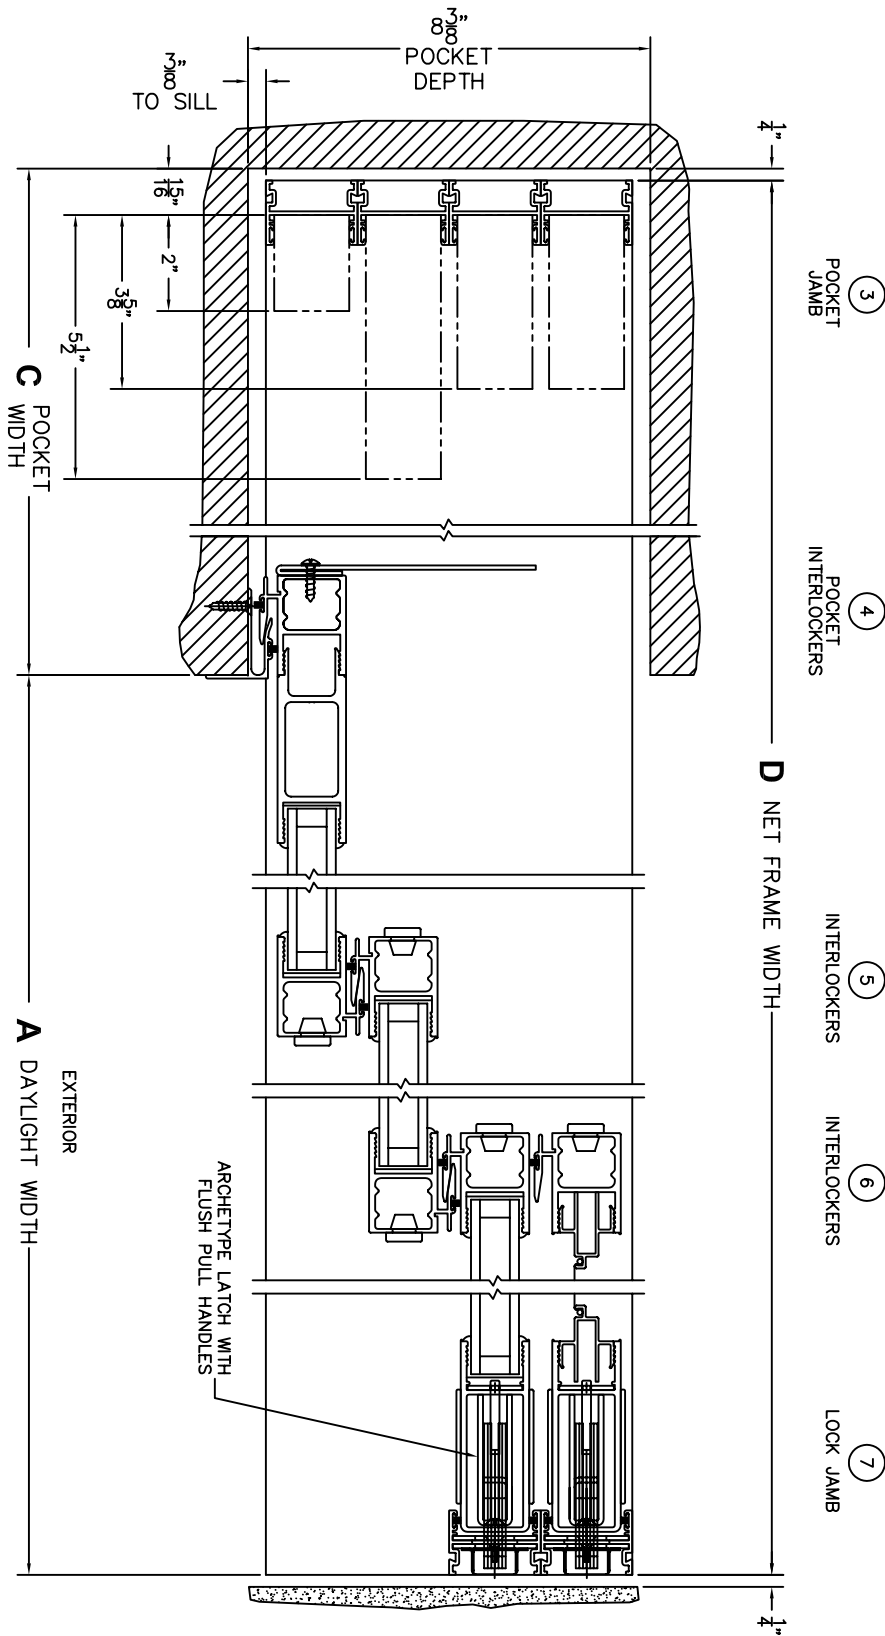 8 3/8"
POCKET
DEPTH
3/8"
TO SILL
1/4"
15/16"
2"
3 5/8"
5 1/2"
C POCKET
WIDTH
3
POCKET
JAMB
4
POCKET
INTERLOCKERS
D NET FRAME WIDTH
5
INTERLOCKERS
A DAYLIGHT WIDTH
EXTERIOR
6
INTERLOCKERS
ARCHETYPE LATCH WITH
FLUSH PULL HANDLES
7
LOCK JAMB
1/4"